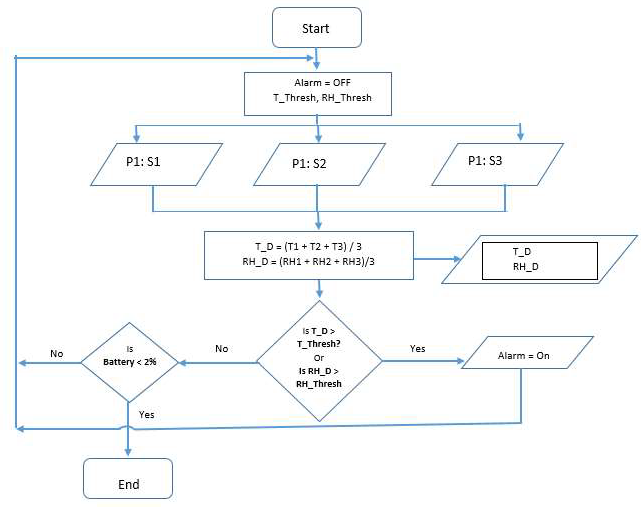 Start
Alarm = OFF
T_Thresh, RH_Thresh
P1: S1
P1: S2
P1: S3
T_D = (T1 + T2 + T3) / 3
RH_D = (RH1 + RH2 + RH3)/3
T_D
RH_D
Is T_D >
T_Thresh?
Or
Is RH_D >
RH_Thresh
Yes
Alarm = On
No
Is
Battery < 2%
No
Yes
End